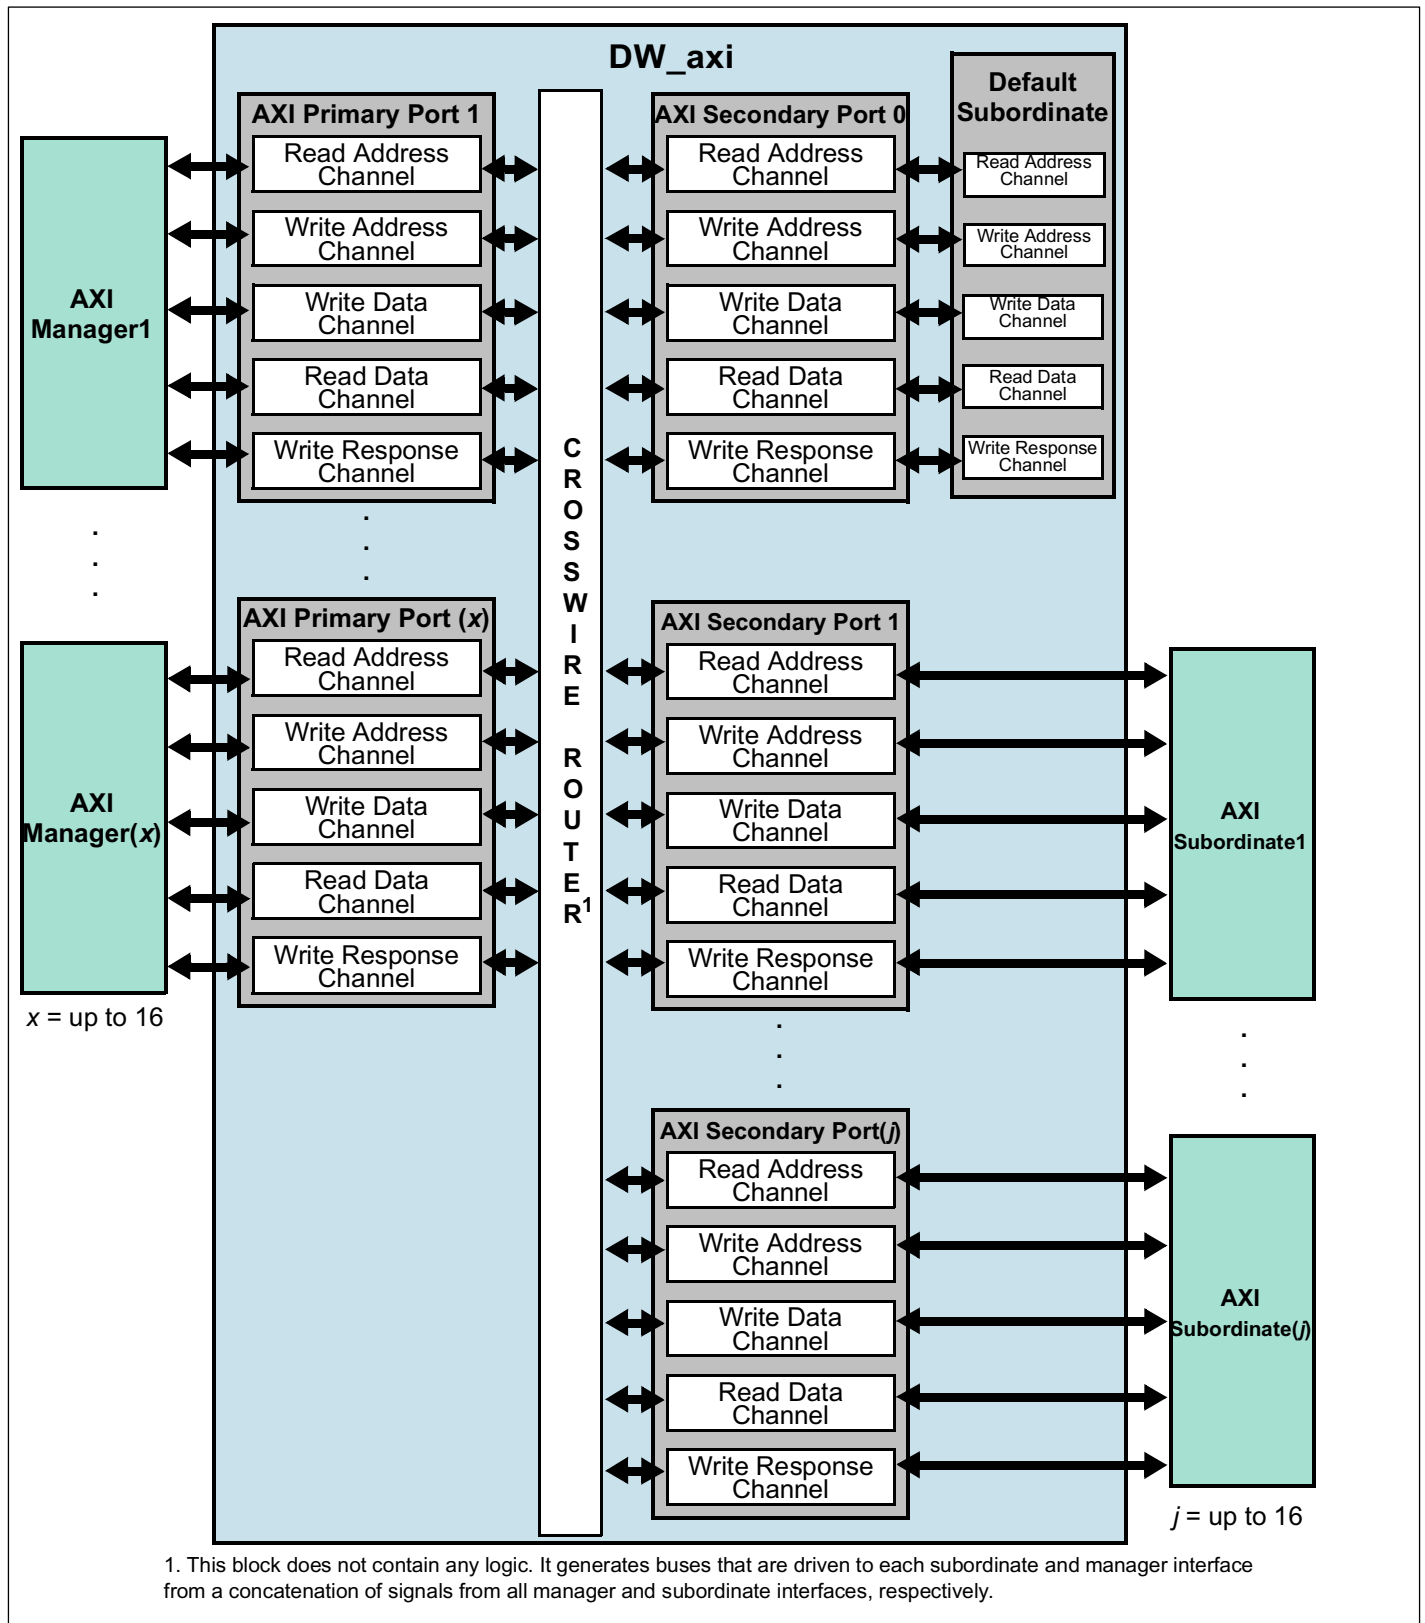 DW_axi
AXI Primary Port 1
Read Address
Channel
Write Address
Channel
Write Data
Channel
Read Data
Channel
Write Response
Channel
AXI Secondary Port 0
Read Address
Channel
Write Address
Channel
Write Data
Channel
Read Data
Channel
Write Response
Channel
Default
Subordinate
Read Address
Channel
Write Address
Channel
Write Data
Channel
Read Data
Channel
Write Response
Channel
AXI
Manager1
.
.
.
.
.
.
CROSSWIRE ROUTER1
AXI Primary Port (x)
Read Address
Channel
Write Address
Channel
Write Data
Channel
Read Data
Channel
Write Response
Channel
AXI
Manager(x)
x = up to 16
AXI Secondary Port 1
Read Address
Channel
Write Address
Channel
Write Data
Channel
Read Data
Channel
Write Response
Channel
AXI
Subordinate1
.
.
.
.
.
.
AXI Secondary Port(j)
Read Address
Channel
Write Address
Channel
Write Data
Channel
Read Data
Channel
Write Response
Channel
AXI
Subordinate(j)
j = up to 16
1. This block does not contain any logic. It generates buses that are driven to each subordinate and manager interface
from a concatenation of signals from all manager and subordinate interfaces, respectively.